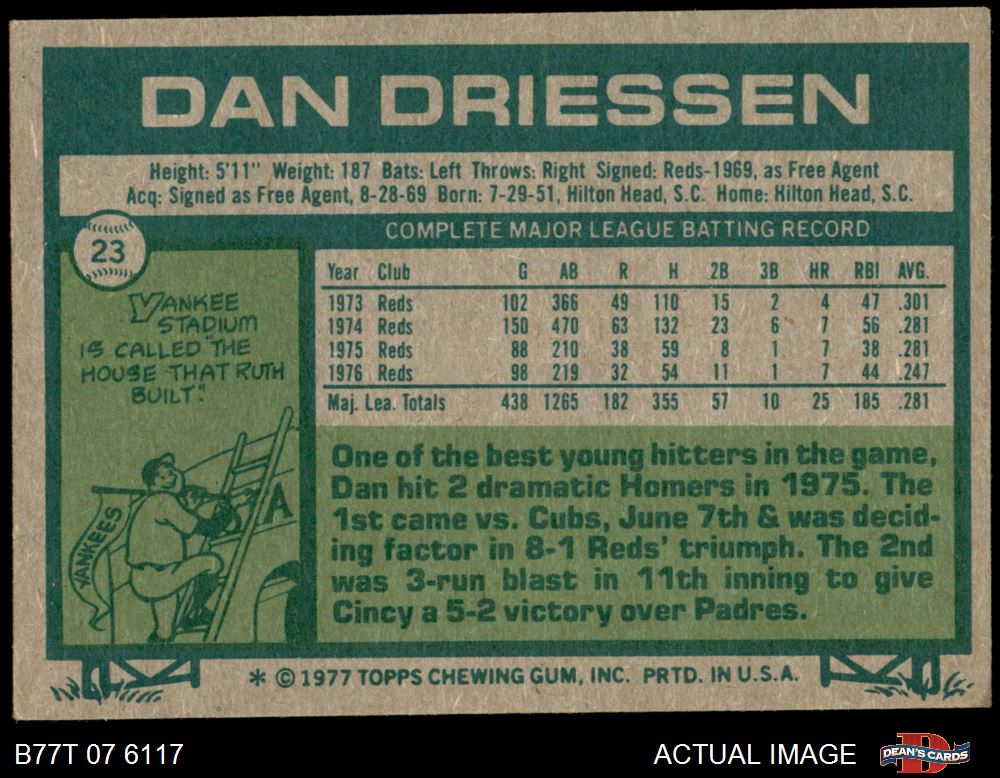 DAN DRIESSEN
Height: 5'11" Weight: 187 Bats: Left Throws: Right Signed: Reds-1969, as Free Agent
Acq: Signed as Free Agent, 8-28-69 Born: 7-29-51, Hilton Head, S.C. Home: Hilton Head, S.C.
23
COMPLETE MAJOR LEAGUE BATTING RECORD
YANKEE
STADIUM
IS CALLED "THE
HOUSE THAT RUTH
BUILT."
YANKEES
A
Year Club G AB R H 2B 3B HR RBI AVG.
1973 Reds 102 366 49 110 15 2 4 47 .301
1974 Reds 150 470 63 132 23 6 7 56 .281
1975 Reds 88 210 38 59 8 1 7 38 .281
1976 Reds 98 219 32 54 11 1 7 44 .247
Maj. Lea. Totals 438 1265 182 355 57 10 25 185 .281
One of the best young hitters in the game,
Dan hit 2 dramatic Homers in 1975. The
1st came vs. Cubs, June 7th & was decid-
ing factor in 8-1 Reds' triumph. The 2nd
was 3-run blast in 11th inning to give
Cincy a 5-2 victory over Padres.
* © 1977 TOPPS CHEWING GUM, INC. PRTD. IN U.S.A.
B77T 07 6117
ACTUAL IMAGE
DEAN'S CARDS